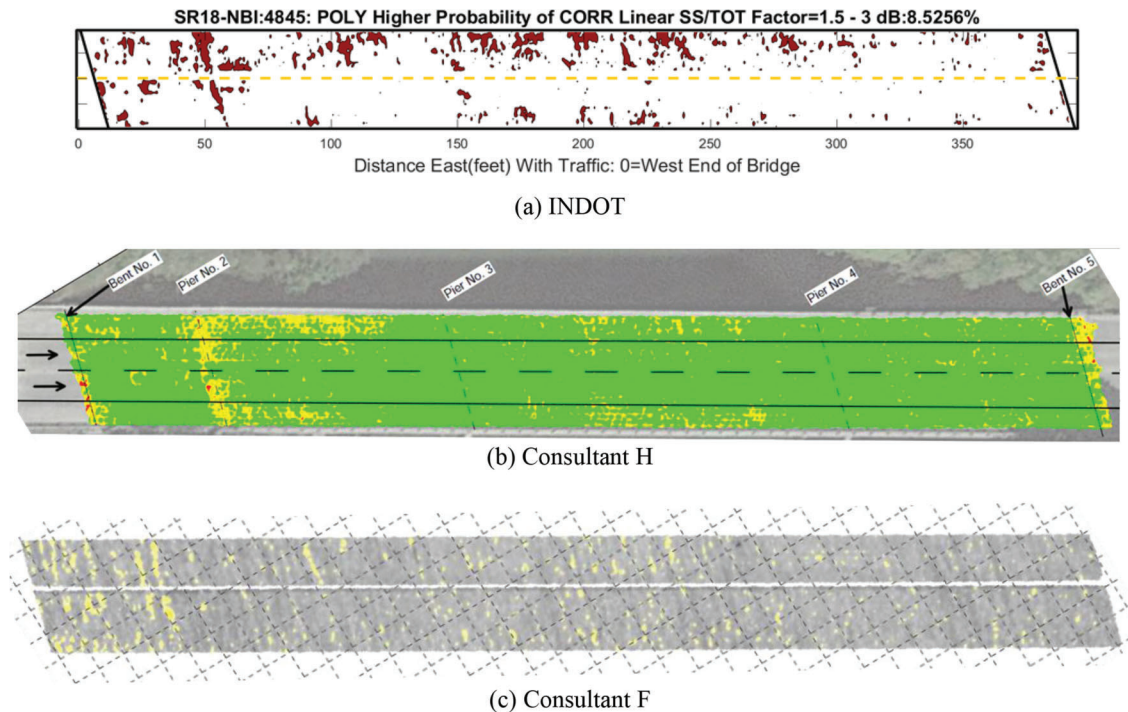 SR18-NBI:4845: POLY Higher Probability of CORR Linear SS/TOT Factor=1.5 - 3 dB:8.5256%
0 50 100 150 200 250 300 350
Distance East(feet) With Traffic: 0=West End of Bridge
(a) INDOT
Bent No. 1
Pier No. 2
Pier No. 3
Pier No. 4
Bent No. 5
(b) Consultant H
(c) Consultant F